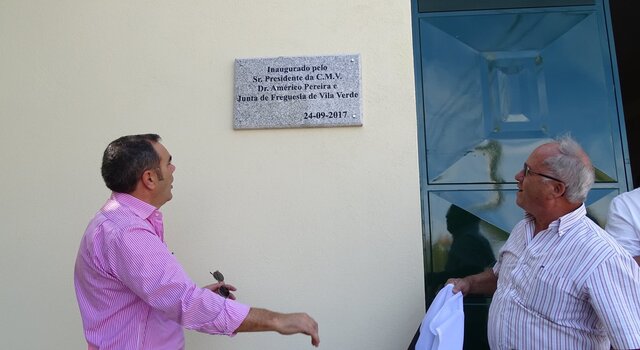 Inaugurado pelo
Sr. Presidente da C.M.V.
Dr. Américo Pereira e
Junta de Freguesia de Vila Verde
24-09-2017